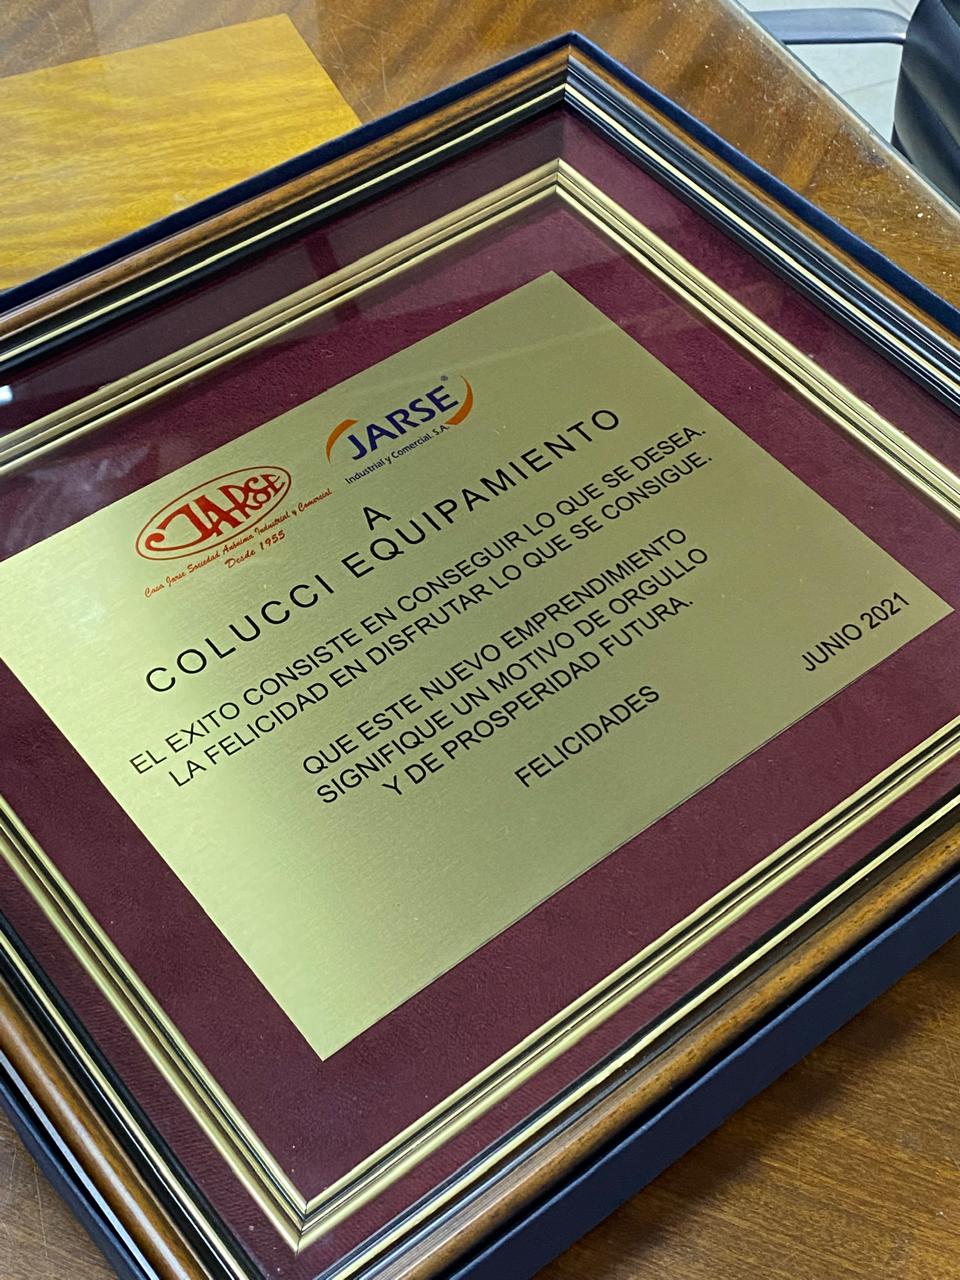 JARSE
Casa Jarse Sociedad Anónima Industrial y Comercial
Desde 1955
JARSE®
Industrial y Comercial. S.A.
A
COLUCCI EQUIPAMIENTO
EL EXITO CONSISTE EN CONSEGUIR LO QUE SE DESEA.
LA FELICIDAD EN DISFRUTAR LO QUE SE CONSIGUE.
QUE ESTE NUEVO EMPRENDIMIENTO
SIGNIFIQUE UN MOTIVO DE ORGULLO
Y DE PROSPERIDAD FUTURA.
FELICIDADES
JUNIO 2021